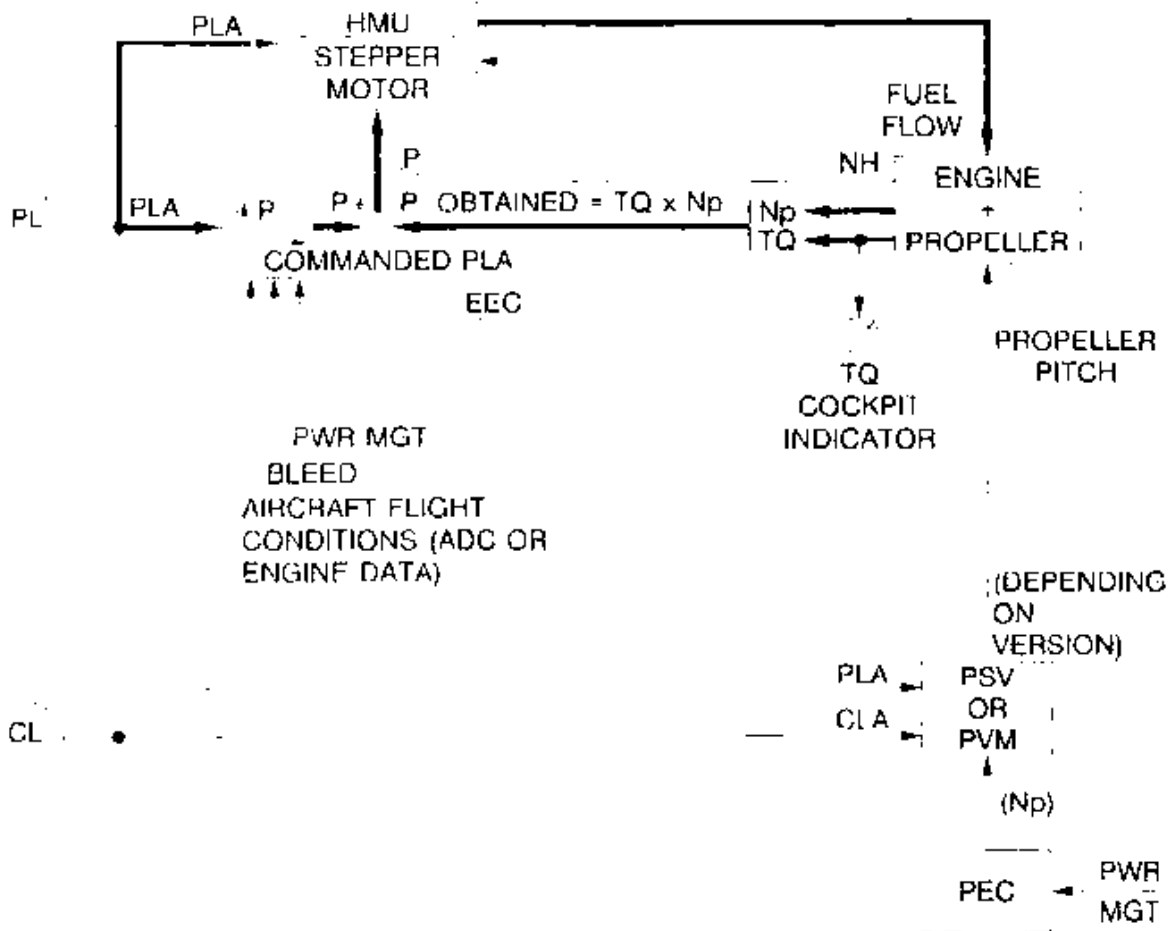 PLA
HMU
STEPPER
MOTOR
FUEL
FLOW
NH
ENGINE
P
PL
PLA
+ P
P +
P OBTAINED = TQ x Np
Np
TQ
PROPELLER
COMMANDED PLA
EEC
PROPELLER
PITCH
TQ
COCKPIT
INDICATOR
PWR MGT
BLEED
AIRCRAFT FLIGHT
CONDITIONS (ADC OR
ENGINE DATA)
(DEPENDING
ON
VERSION)
PLA
PSV
OR
PVM
CLA
CL
(Np)
PEC
PWR
MGT